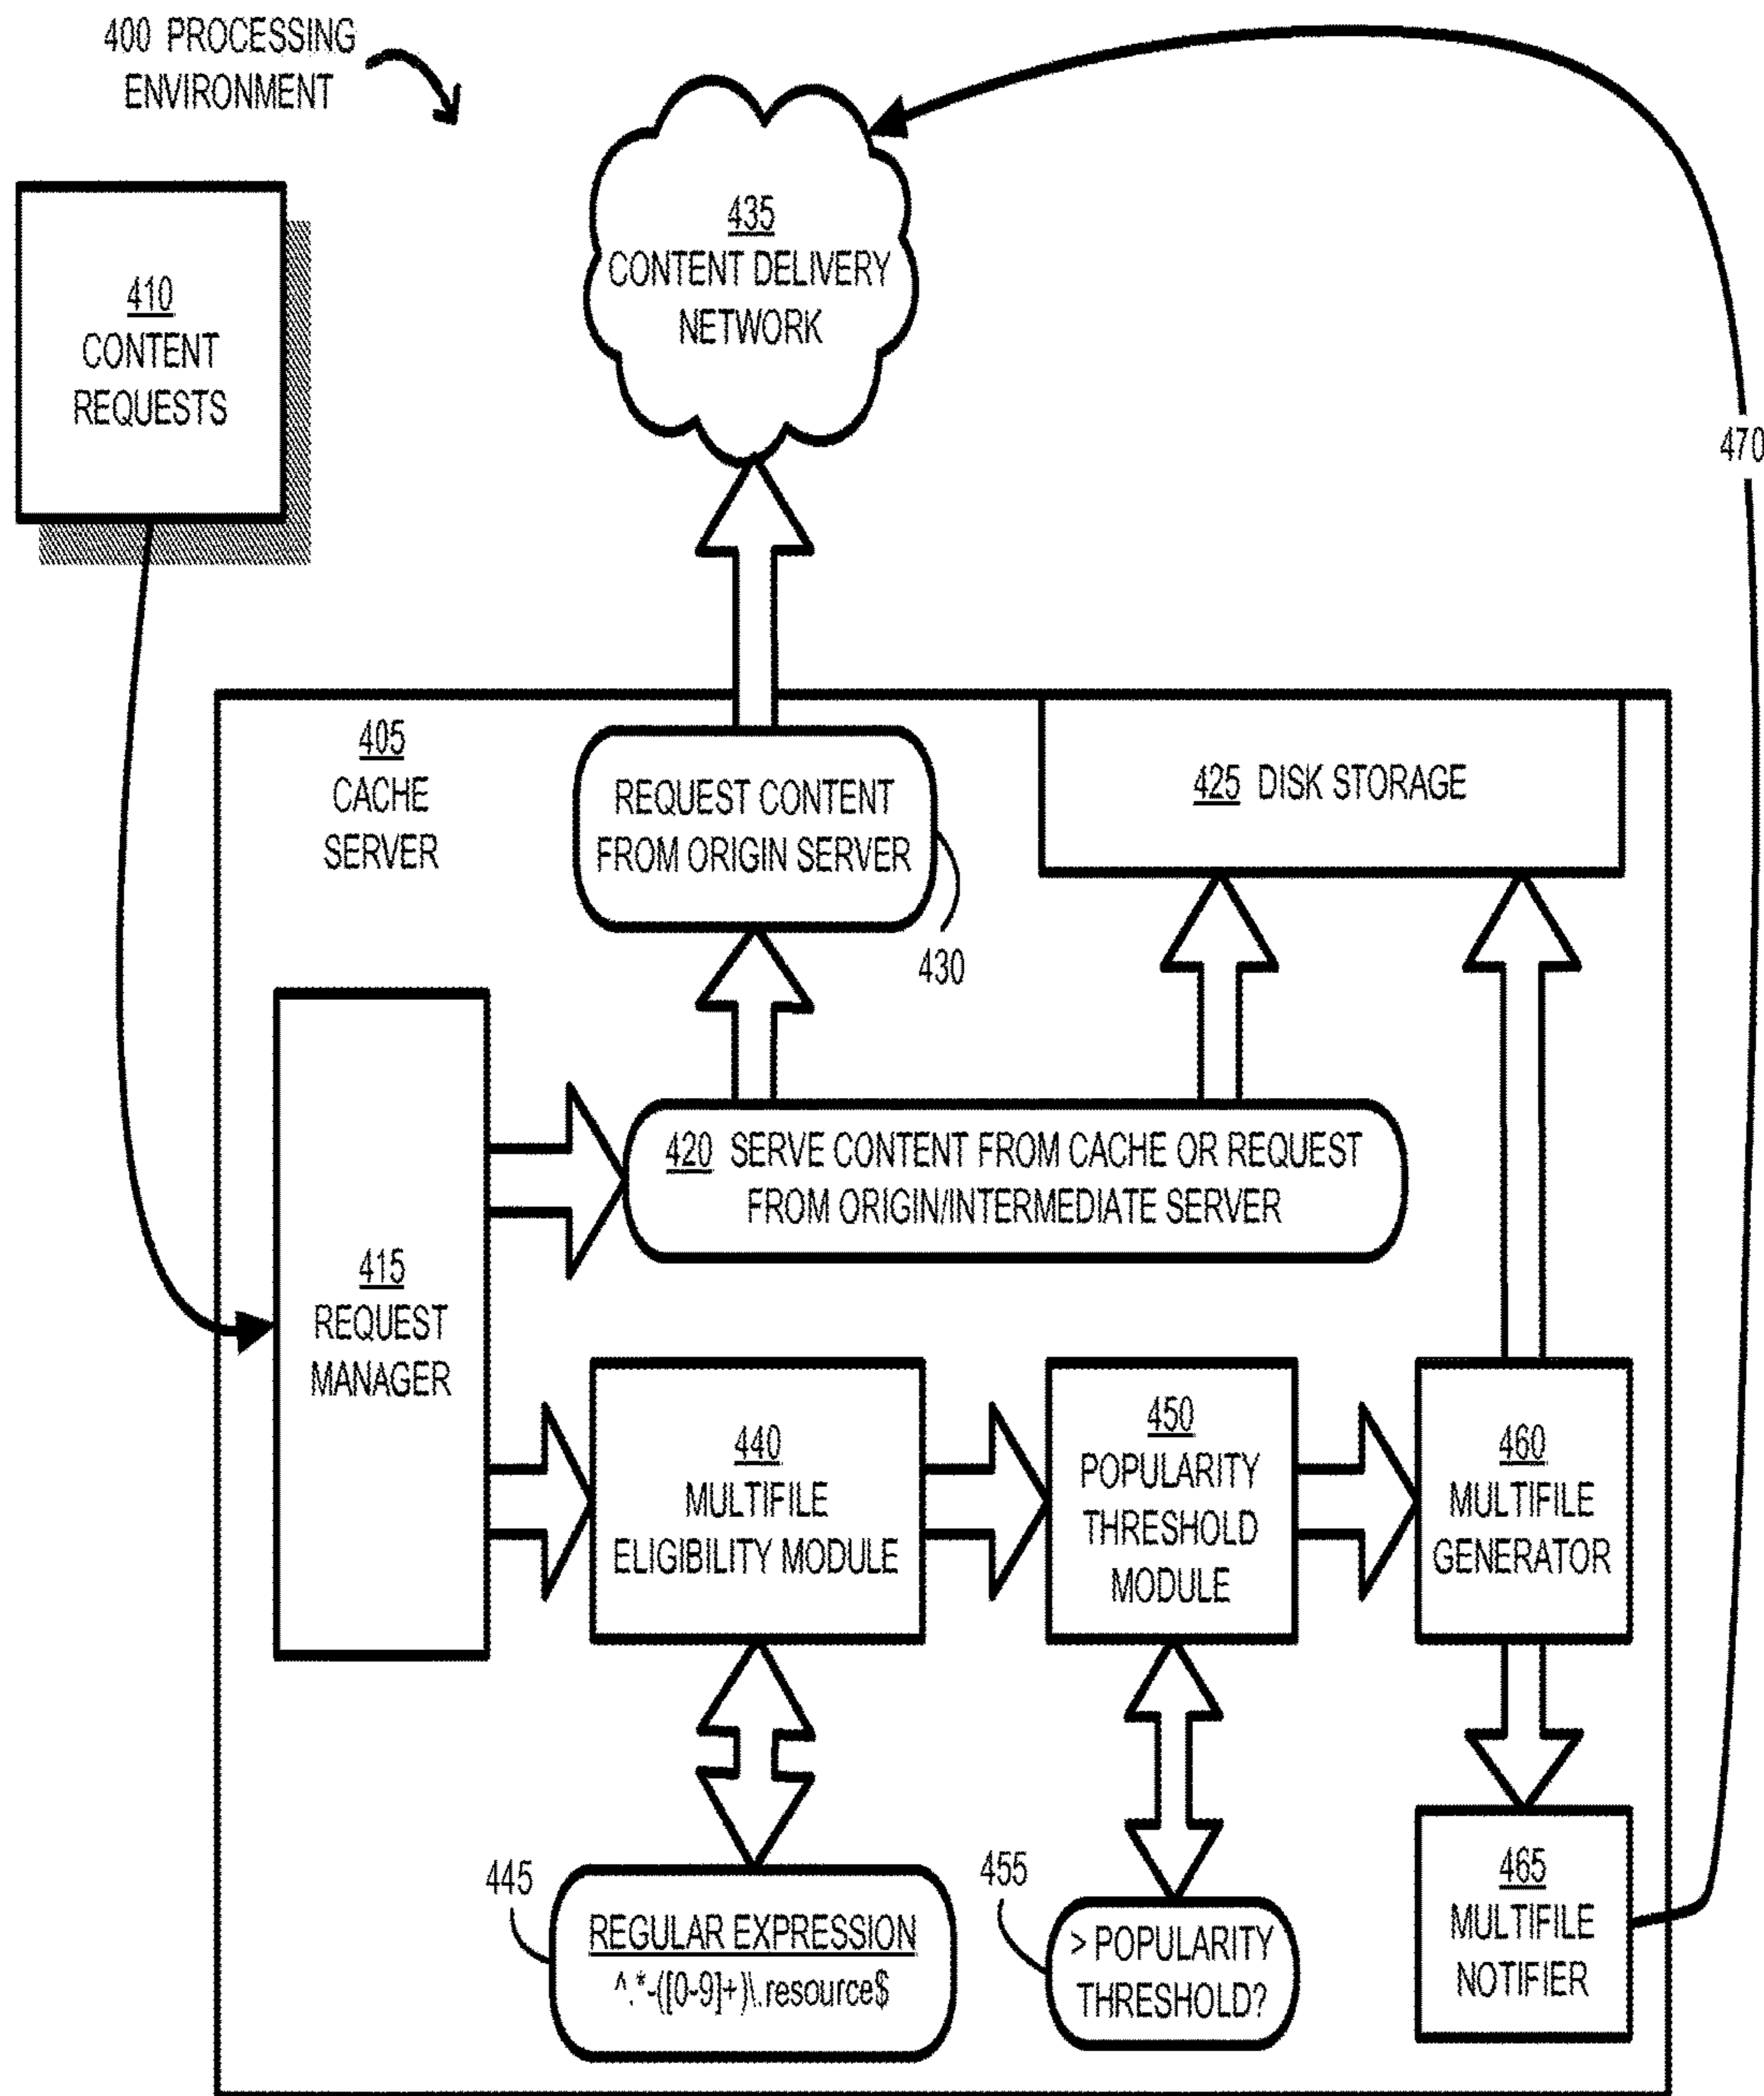 400 PROCESSING
ENVIRONMENT
410
CONTENT
REQUESTS
435
CONTENT DELIVERY
NETWORK
470
405
CACHE
SERVER
REQUEST CONTENT
FROM ORIGIN SERVER
430
425 DISK STORAGE
415
REQUEST
MANAGER
420 SERVE CONTENT FROM CACHE OR REQUEST
FROM ORIGIN/INTERMEDIATE SERVER
440
MULTIFILE
ELIGIBILITY MODULE
450
POPULARITY
THRESHOLD
MODULE
460
MULTIFILE
GENERATOR
445
REGULAR EXPRESSION
^.*-([0-9]+)\.resource$
455
> POPULARITY
THRESHOLD?
465
MULTIFILE
NOTIFIER